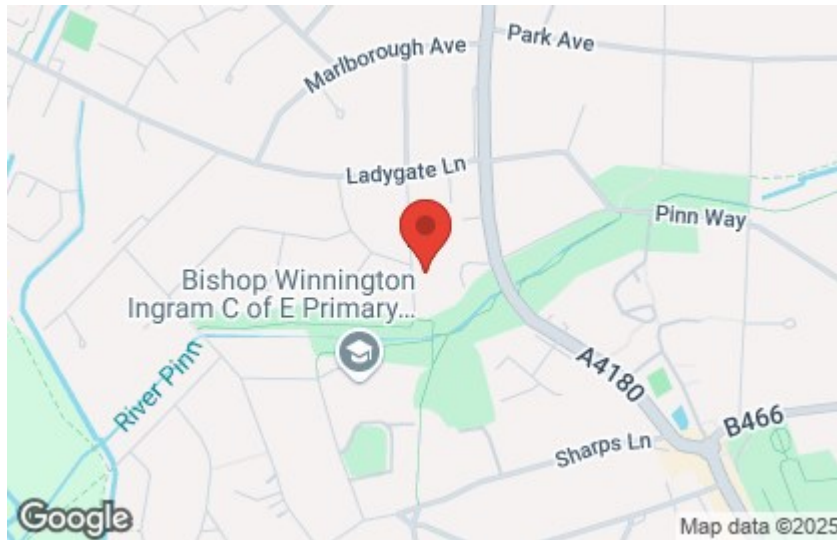 Marlborough Ave
Park Ave
Ladygate Ln
Pinn Way
Bishop Winnington
Ingram C of E Primary...
River Pinn
A4180
B466
Sharps Ln
Google
Map data ©2025